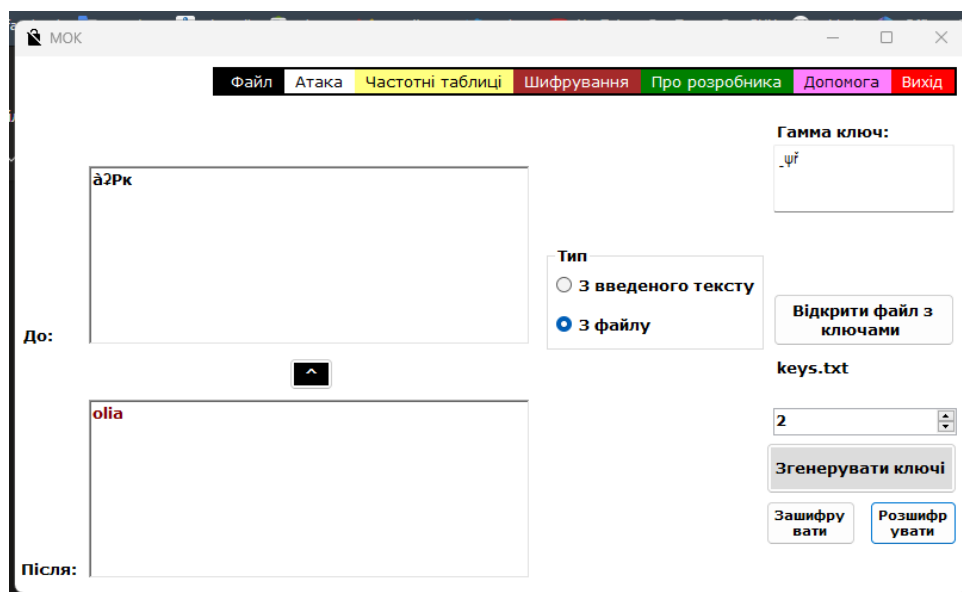 МОК
Файл Атака Частотні таблиці Шифрування Про розробника Допомога Вихід
Гамма ключ:
До:
Тип
З введеного тексту
З файлу
Відкрити файл з
ключами
keys.txt
^
olia
2
Згенерувати ключі
Зашифру
вати
Розшифр
увати
Після: